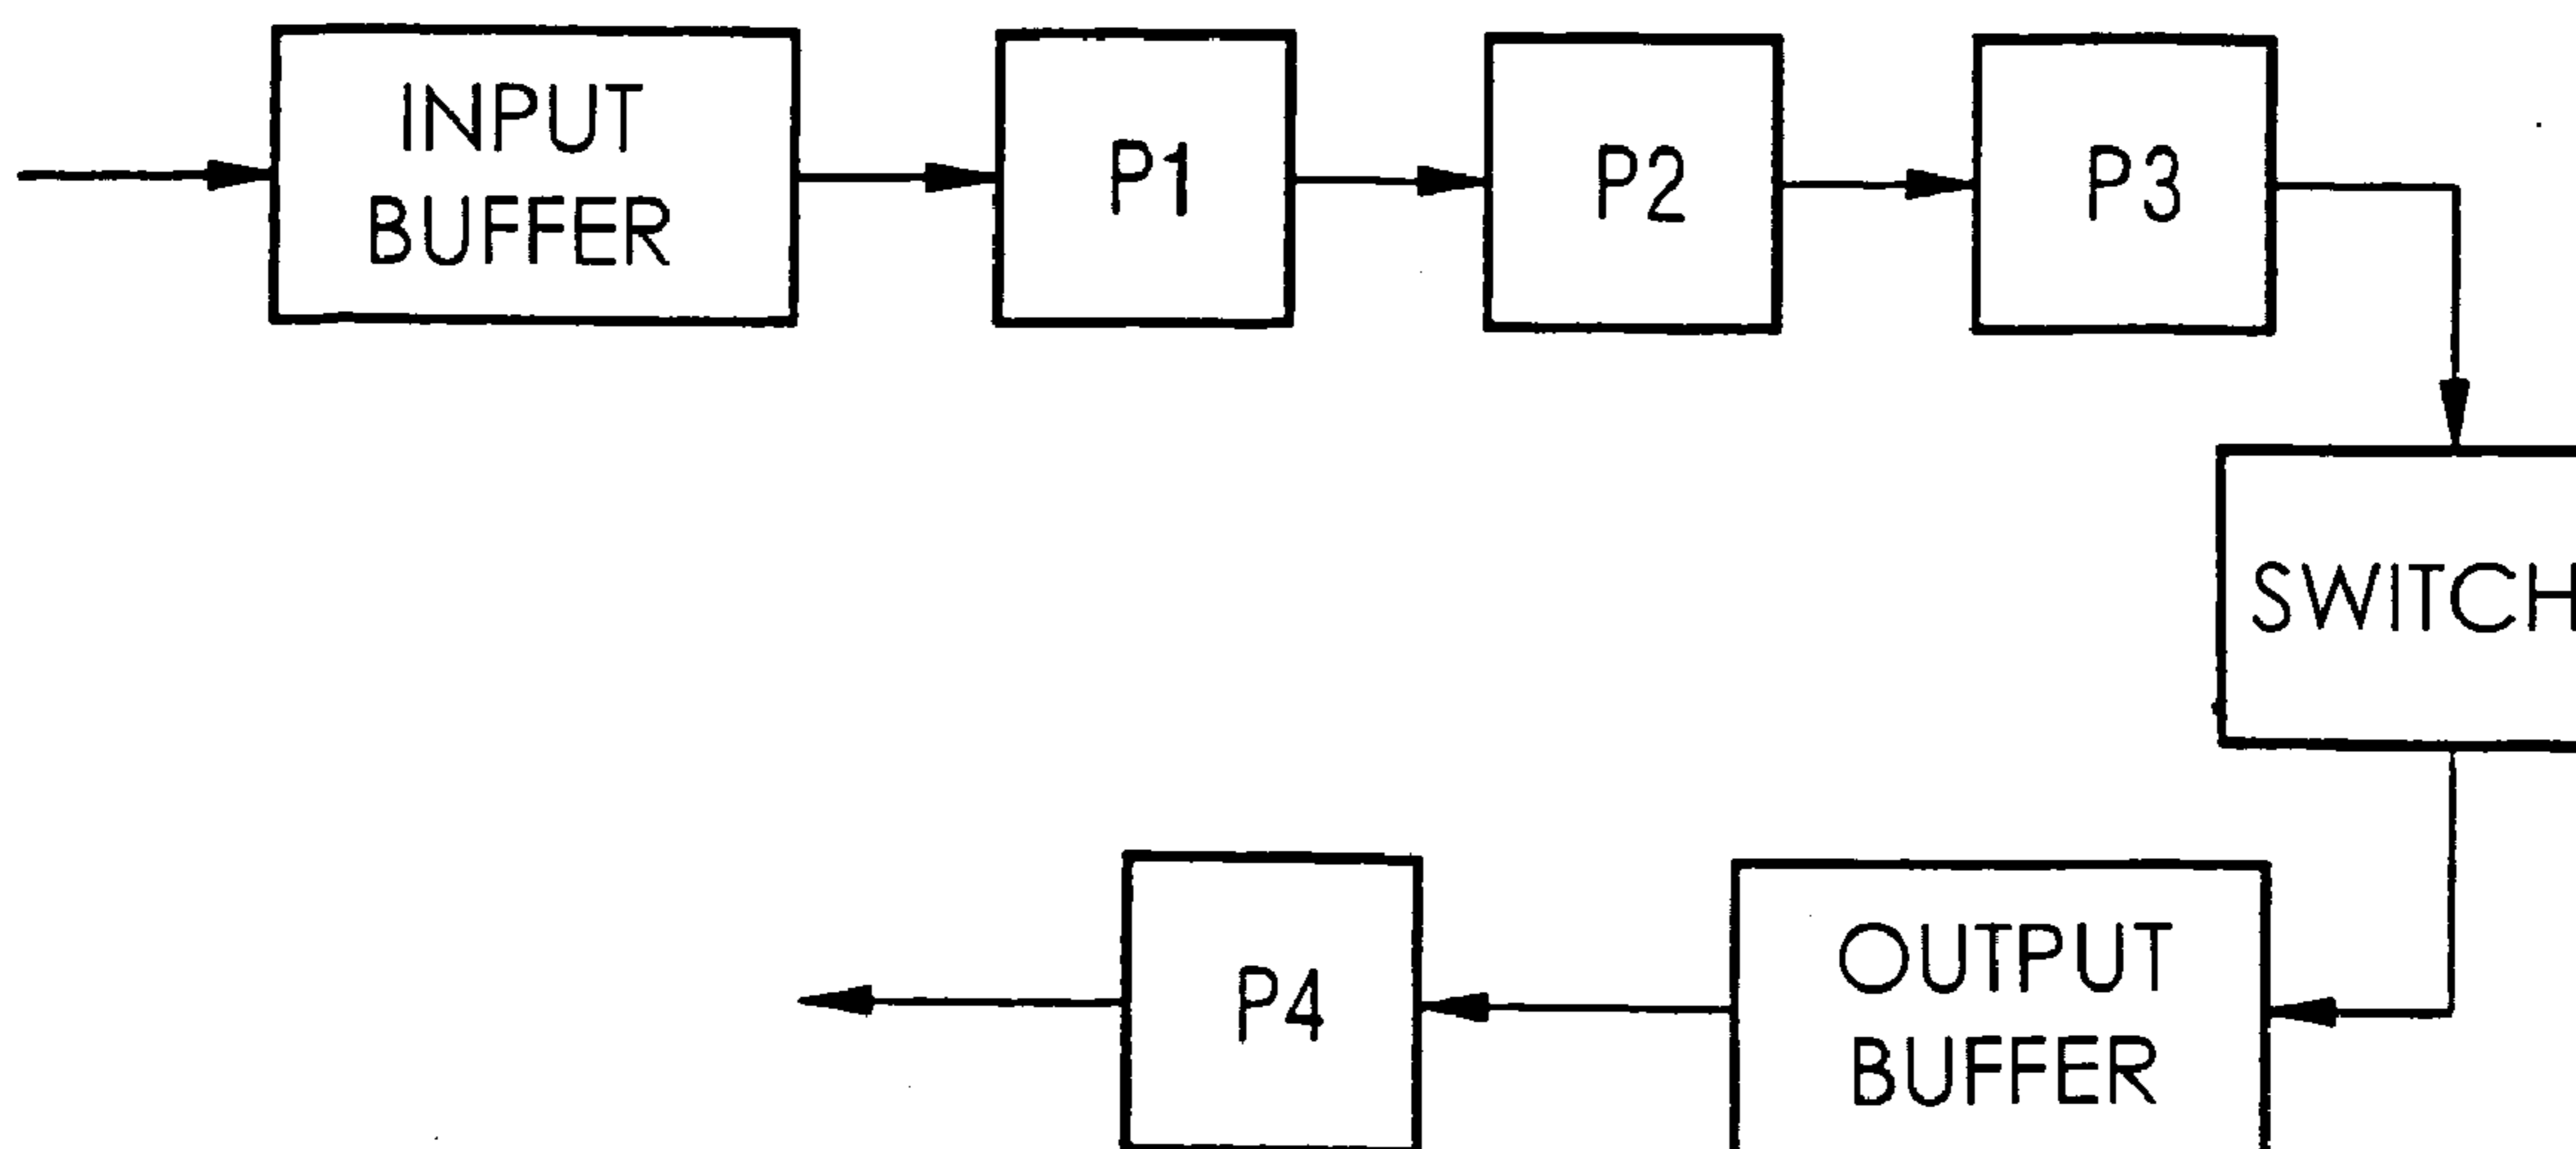 INPUT
BUFFER
P1
P2
P3
SWITCH
P4
OUTPUT
BUFFER